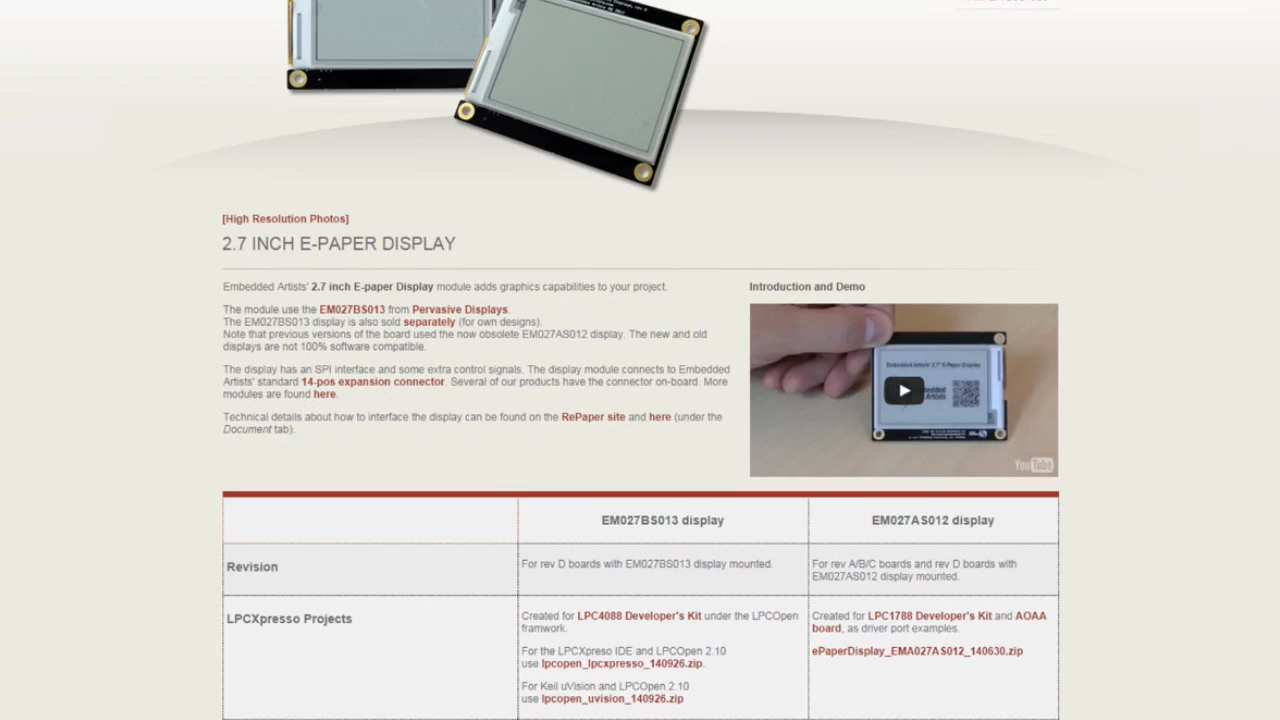 [High Resolution Photos]
2.7 INCH E-PAPER DISPLAY
Embedded Artists' 2.7 inch E-paper Display module adds graphics capabilities to your project.
The module use the EM027BS013 from Pervasive Displays.
The EM027BS013 display is also sold separately (for own designs).
Note that previous versions of the board used the now obsolete EM027AS012 display. The new and old
displays are not 100% software compatible.
The display has an SPI interface and some extra control signals. The display module connects to Embedded
Artists' standard 14-pos expansion connector. Several of our products have the connector on-board. More
modules are found here.
Technical details about how to interface the display can be found on the RePaper site and here (under the
Document tab).
Introduction and Demo
Embedded Artists' 2.7" E-Paper Display
Embedded
Artists
YouTube
EM027BS013 display
EM027AS012 display
Revision
For rev D boards with EM027BS013 display mounted.
For rev A/B/C boards and rev D boards with
EM027AS012 display mounted.
LPCXpresso Projects
Created for LPC4088 Developer's Kit under the LPCOpen
framwork.
For the LPCXpresso IDE and LPCOpen 2.10
use lpcopen_lpcxpresso_140926.zip.
For Keil uVision and LPCOpen 2.10
use lpcopen_uvision_140926.zip
Created for LPC1788 Developer's Kit and AOAA
board, as driver port examples.
ePaperDisplay_EMA027AS012_140630.zip